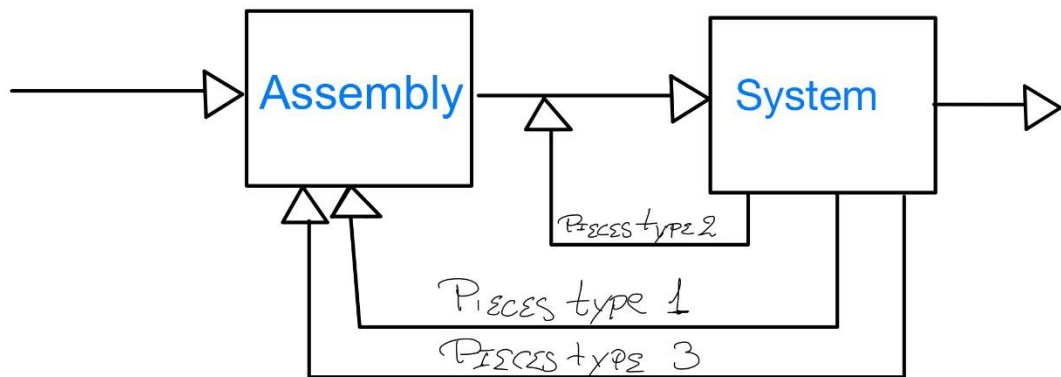 Assembly
System
PIECES tYPE 2
PIECES type 1
PIECES tYPE 3